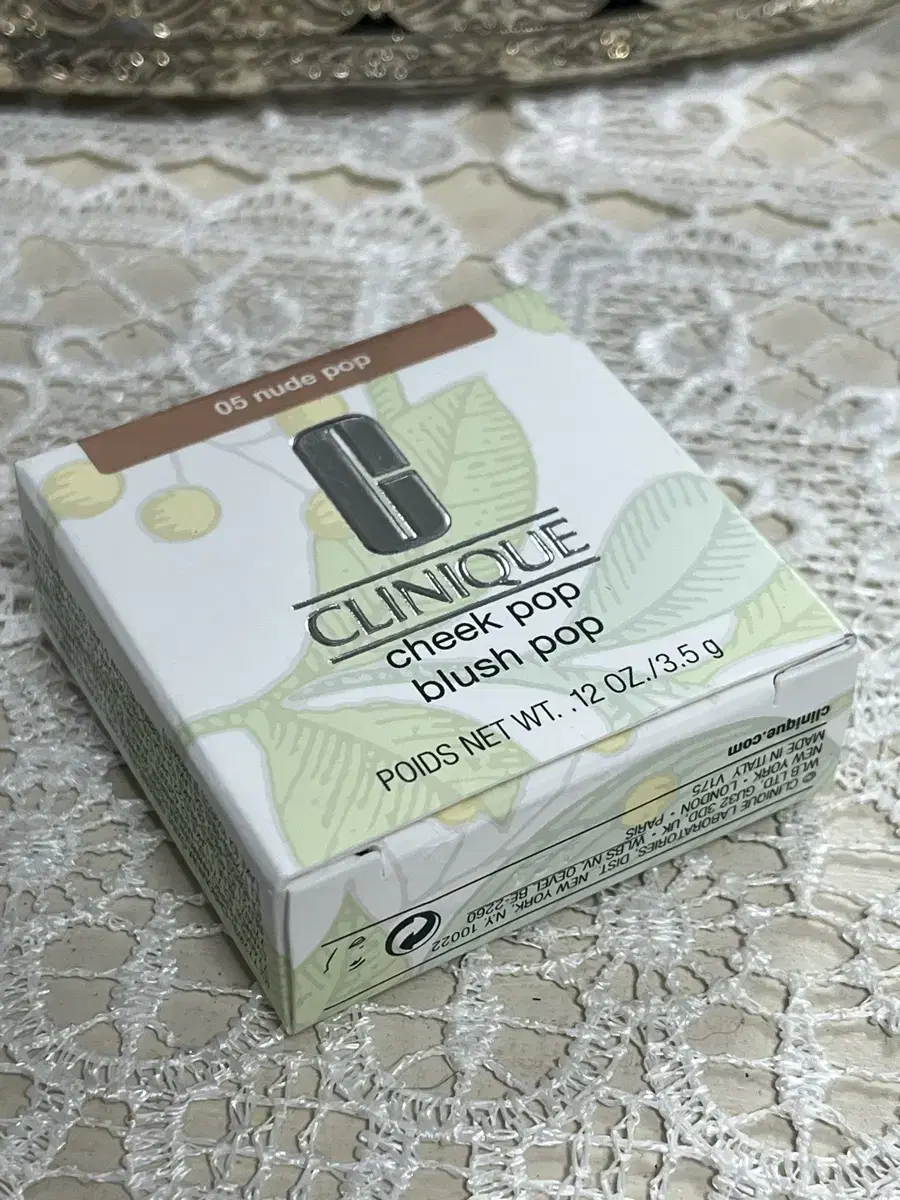 05 nude pop
CLINIQUE
cheek pop
blush pop
POIDS NET WT. .12 OZ./3.5 g
clinique.com
MADE IN ITALY V175
NEW YORK • LONDON • PARIS
WLB LTD, GU32 3DD, UK • WLBS NV, OEVEL BE-2260
© CLINIQUE LABORATORIES, DIST. NEW YORK, N.Y. 10022